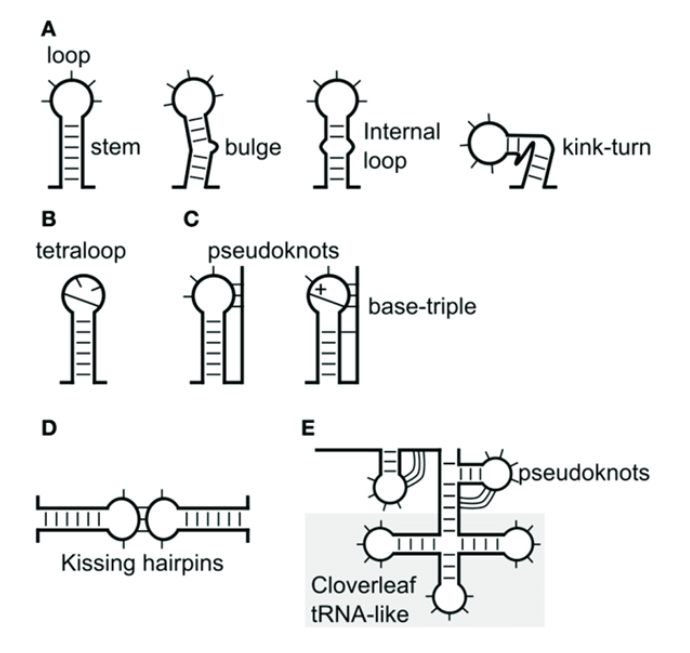 A
loop
stem
bulge
Internal
loop
kink-turn
B
C
tetraloop
pseudoknots
+
base-triple
D
E
pseudoknots
Kissing hairpins
Cloverleaf
tRNA-like